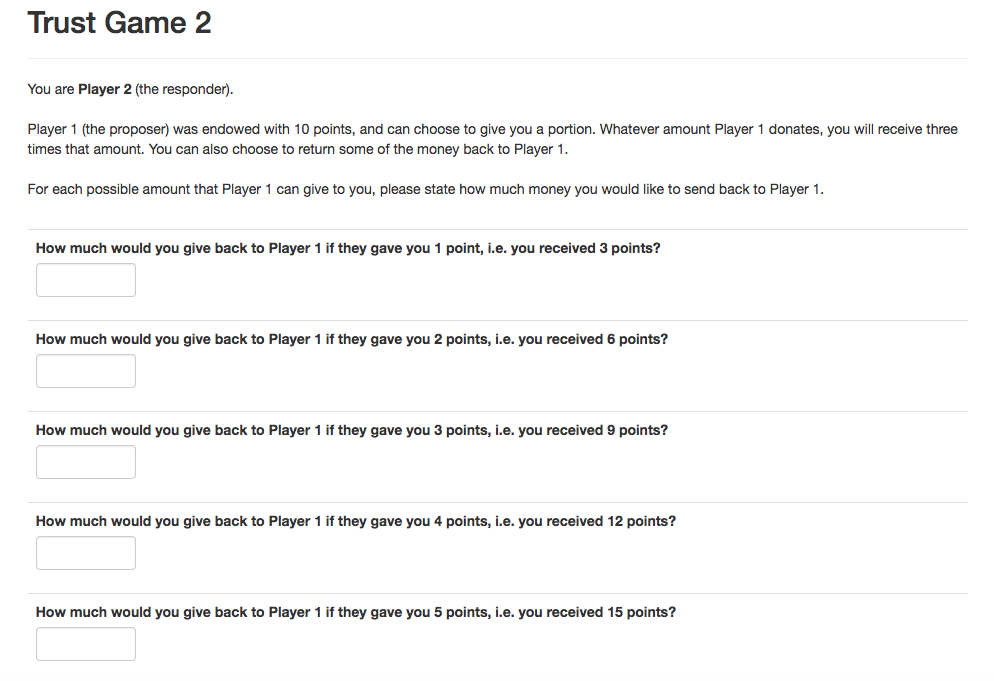 Trust Game 2
You are Player 2 (the responder).
Player 1 (the proposer) was endowed with 10 points, and can choose to give you a portion. Whatever amount Player 1 donates, you will receive three
times that amount. You can also choose to return some of the money back to Player 1.
For each possible amount that Player 1 can give to you, please state how much money you would like to send back to Player 1.
How much would you give back to Player 1 if they gave you 1 point, i.e. you received 3 points?
How much would you give back to Player 1 if they gave you 2 points, i.e. you received 6 points?
How much would you give back to Player 1 if they gave you 3 points, i.e. you received 9 points?
How much would you give back to Player 1 if they gave you 4 points, i.e. you received 12 points?
How much would you give back to Player 1 if they gave you 5 points, i.e. you received 15 points?